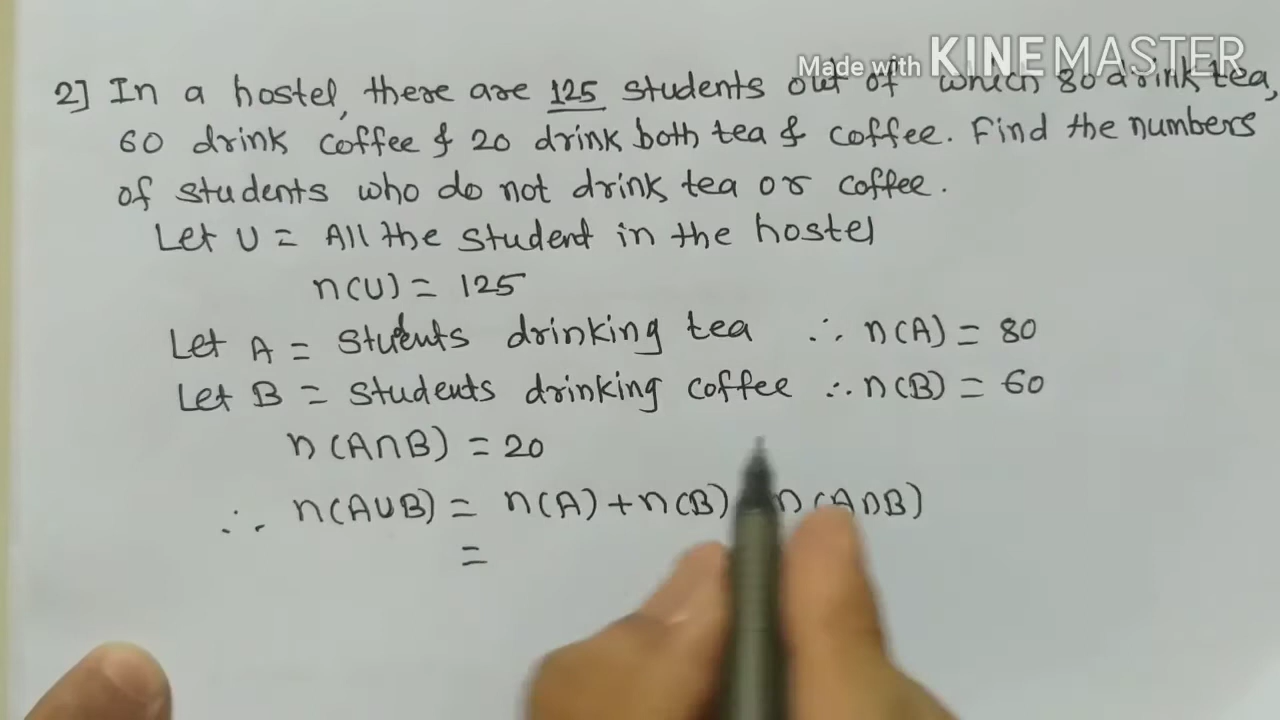 Made with KINEMASTER
2] In a hostel, there are 125 students out of which 80 drink tea,
60 drink coffee & 20 drink both tea & coffee. Find the numbers
of students who do not drink tea or coffee.
Let U = All the student in the hostel
n(U) = 125
Let A = Students drinking tea ∴ n(A) = 80
Let B = Students drinking coffee ∴ n(B) = 60
n(A∩B) = 20
∴ n(A∪B) = n(A) + n(B) n(A∩B)
=